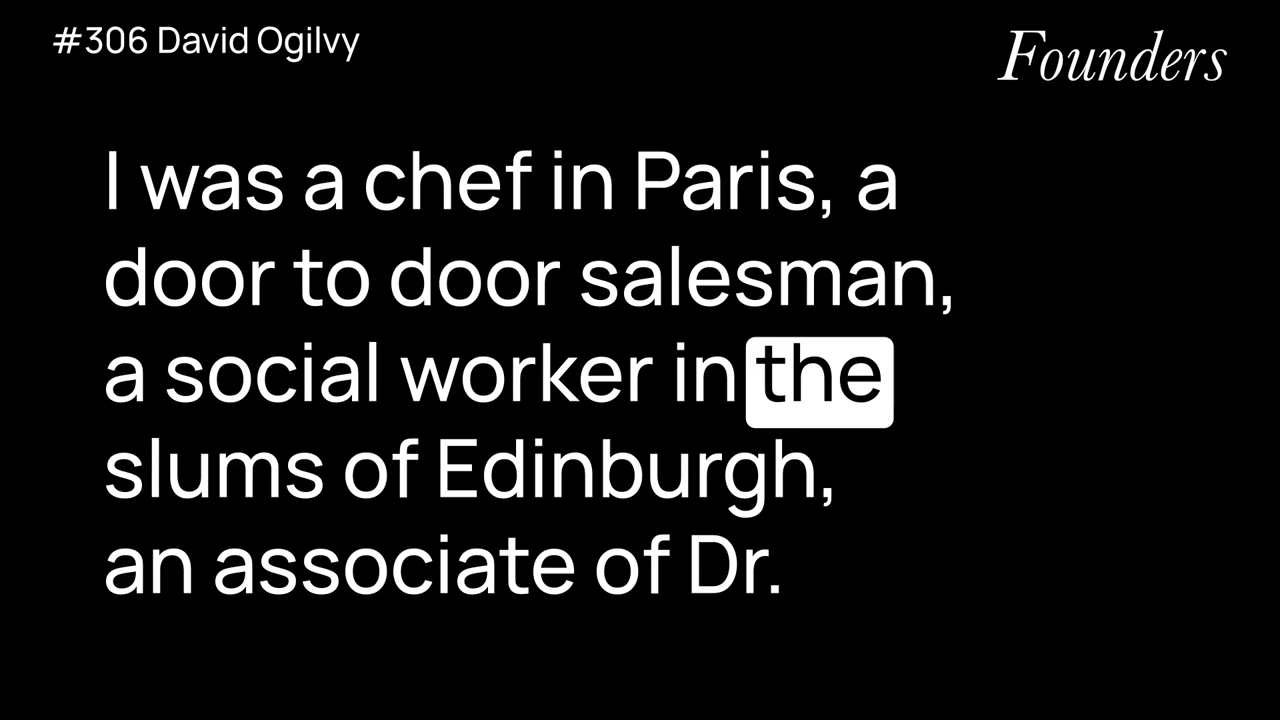 #306 David Ogilvy
Founders
I was a chef in Paris, a
door to door salesman,
a social worker in the
slums of Edinburgh,
an associate of Dr.